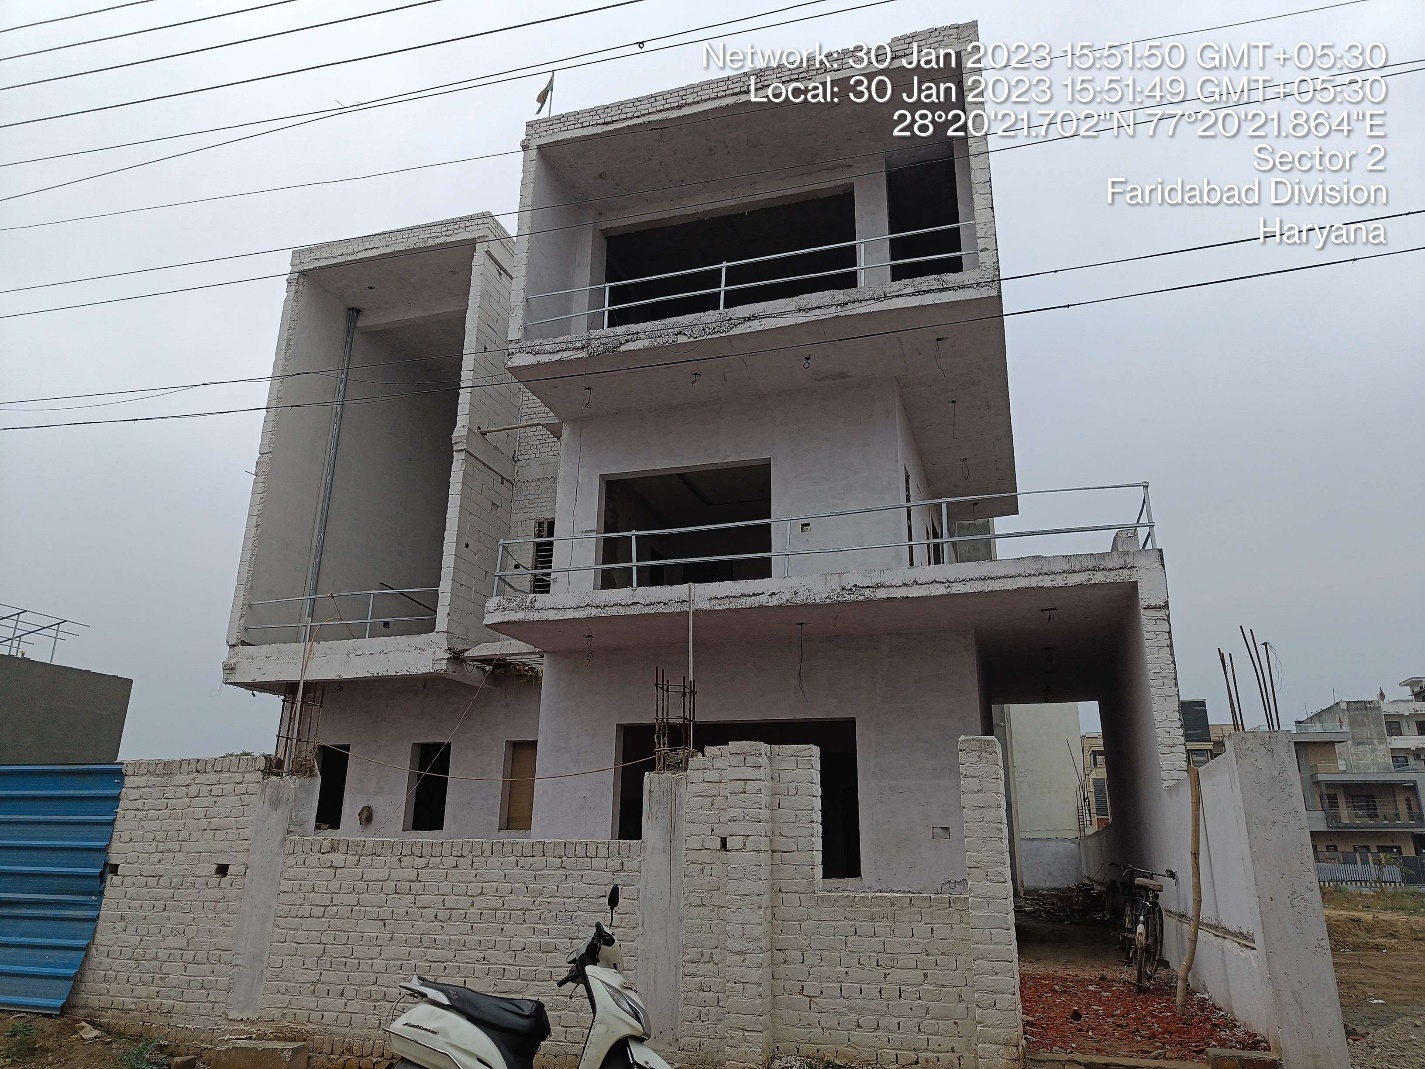 Network: 30 Jan 2023 15:51:50 GMT+05:30
Local: 30 Jan 2023 15:51:49 GMT+05:30
28°20'21.702"N 77°20'21.864"E
Sector 2
Faridabad Division
Haryana